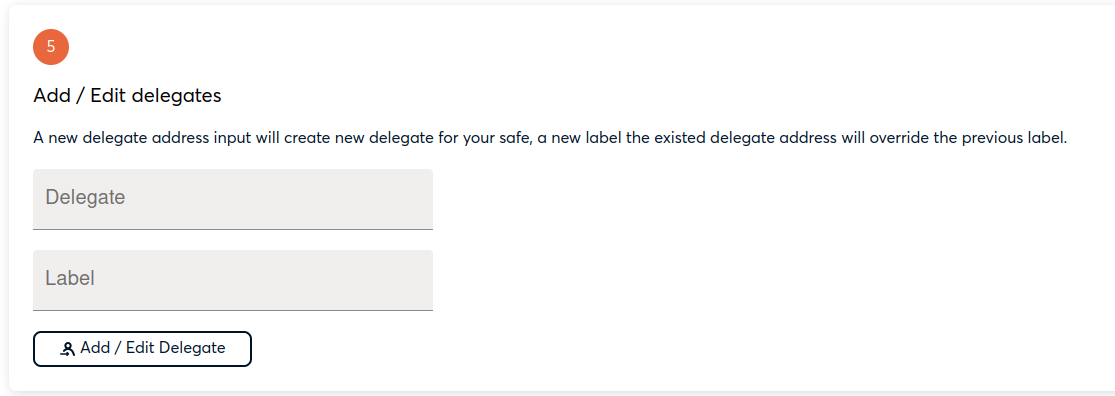 5
Add / Edit delegates
A new delegate address input will create new delegate for your safe, a new label the existed delegate address will override the previous label.
Delegate
Label
Add / Edit Delegate